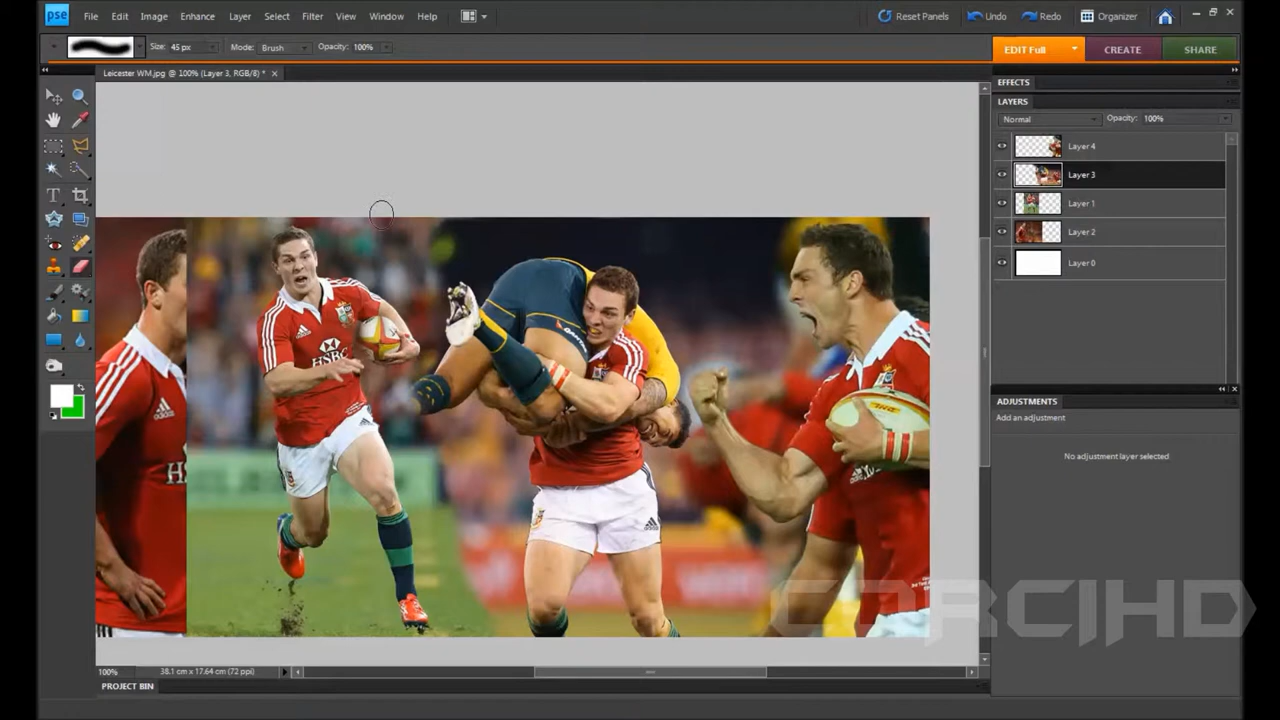 pse File Edit Image Enhance Layer Select Filter View Window Help Reset Panels Undo Redo Organizer
Size: 45 px Mode: Brush Opacity: 100% EDIT Full CREATE SHARE
Leicester WM.jpg @ 100% (Layer 3, RGB/8) *
EFFECTS
LAYERS
Normal Opacity: 100%
Layer 4
Layer 3
Layer 1
Layer 2
Layer 0
HSBC
adidas
QANTAS
DHL
ADJUSTMENTS
Add an adjustment
No adjustment layer selected
CORCIHD
100% 38.1 cm x 17.64 cm (72 ppi)
PROJECT BIN